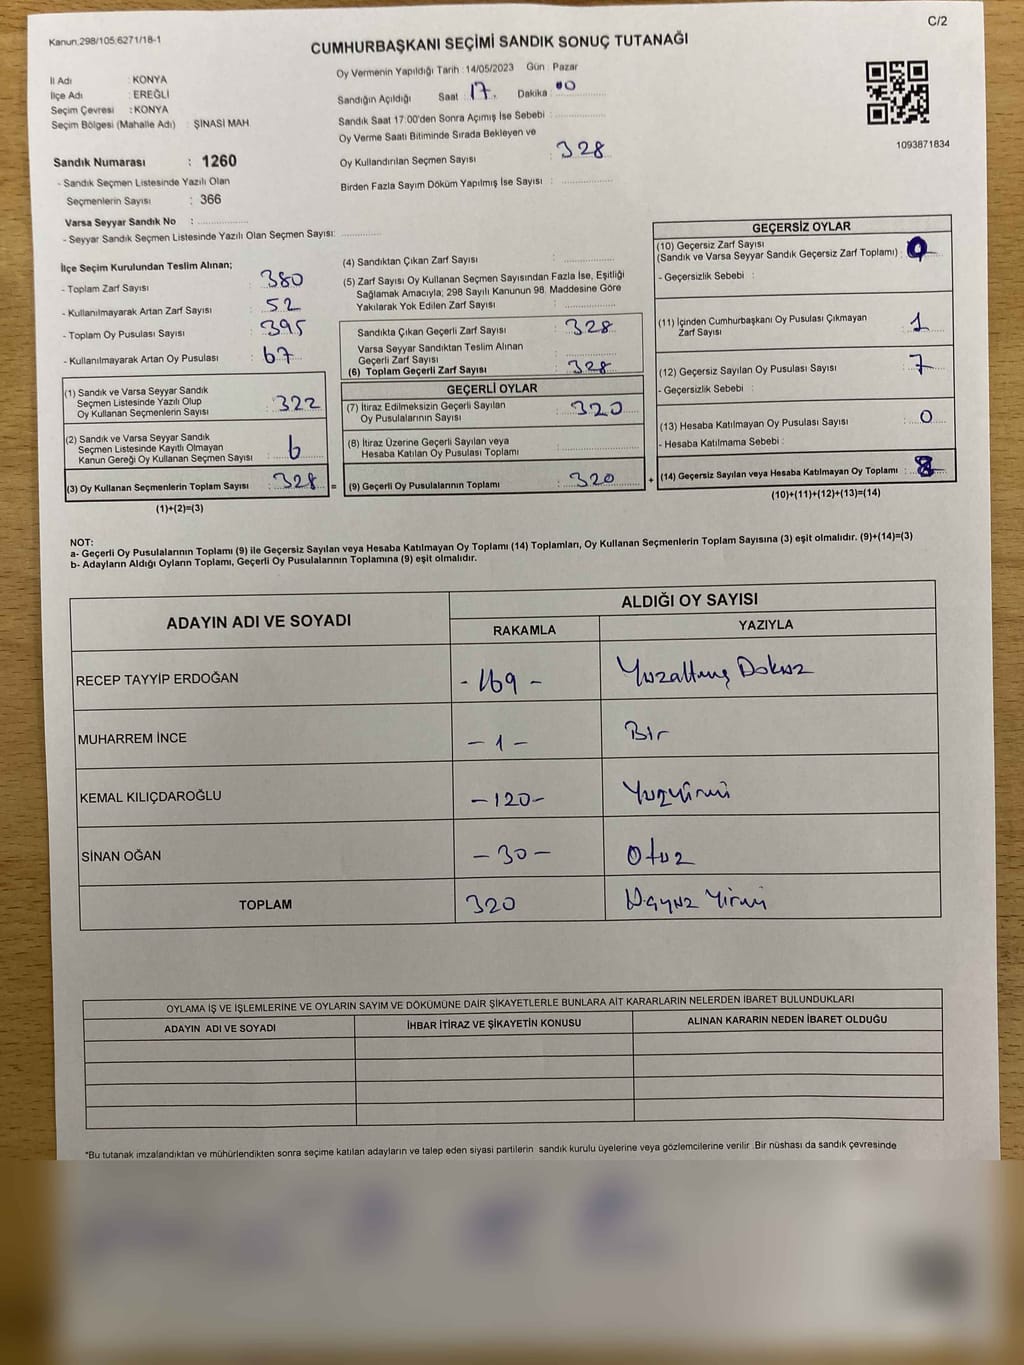 C/2
Kanun.298/105.6271/18-1
CUMHURBAŞKANI SEÇİMİ SANDIK SONUÇ TUTANAĞI
İl Adı : KONYA
İlçe Adı : EREĞLİ
Seçim Çevresi : KONYA
Seçim Bölgesi (Mahalle Adı) : ŞİNASİ MAH
Sandık Numarası : 1260
- Sandık Seçmen Listesinde Yazılı Olan
Seçmenlerin Sayısı : 366
Varsa Seyyar Sandık No :
- Seyyar Sandık Seçmen Listesinde Yazılı Olan Seçmen Sayısı:
Oy Vermenin Yapıldığı Tarih :14/05/2023 Gün : Pazar
Sandığın Açıldığı Saat : 17. Dakika : 00
Sandık Saat 17:00'den Sonra Açımış İse Sebebi :
Oy Verme Saati Bitiminde Sırada Bekleyen ve
Oy Kullandırılan Seçmen Sayısı : 328
Birden Fazla Sayım Döküm Yapılmış İse Sayısı :
1093871834
İlçe Seçim Kurulundan Teslim Alınan;
- Toplam Zarf Sayısı : 380
- Kullanılmayarak Artan Zarf Sayısı : 52
- Toplam Oy Pusulası Sayısı : 395
- Kullanılmayarak Artan Oy Pusulası : 67
(1) Sandık ve Varsa Seyyar Sandık
Seçmen Listesinde Yazılı Olup
Oy Kullanan Seçmenlerin Sayısı : 322
(2) Sandık ve Varsa Seyyar Sandık
Seçmen Listesinde Kayıtlı Olmayan
Kanun Gereği Oy Kullanan Seçmen Sayısı : 6
(3) Oy Kullanan Seçmenlerin Toplam Sayısı : 328 =
(1)+(2)=(3)
(4) Sandıktan Çıkan Zarf Sayısı :
(5) Zarf Sayısı Oy Kullanan Seçmen Sayısından Fazla İse, Eşitliği
Sağlamak Amacıyla; 298 Sayılı Kanunun 98. Maddesine Göre
Yakılarak Yok Edilen Zarf Sayısı :
Sandıkta Çıkan Geçerli Zarf Sayısı : 328
Varsa Seyyar Sandıktan Teslim Alınan
Geçerli Zarf Sayısı :
(6) Toplam Geçerli Zarf Sayısı : 328
GEÇERLİ OYLAR
(7) İtiraz Edilmeksizin Geçerli Sayılan
Oy Pusulalarının Sayısı : 320
(8) İtiraz Üzerine Geçerli Sayılan veya
Hesaba Katılan Oy Pusulası Toplamı :
(9) Geçerli Oy Pusulalarının Toplamı : 320 +
GEÇERSİZ OYLAR
(10) Geçersiz Zarf Sayısı
(Sandık ve Varsa Seyyar Sandık Geçersiz Zarf Toplamı) : 0
- Geçersizlik Sebebi :
(11) İçinden Cumhurbaşkanı Oy Pusulası Çıkmayan
Zarf Sayısı : 1
(12) Geçersiz Sayılan Oy Pusulası Sayısı : 7
- Geçersizlik Sebebi :
(13) Hesaba Katılmayan Oy Pusulası Sayısı : 0
- Hesaba Katılmama Sebebi :
(14) Geçersiz Sayılan veya Hesaba Katılmayan Oy Toplamı : 8
(10)+(11)+(12)+(13)=(14)
NOT:
a- Geçerli Oy Pusulalarının Toplamı (9) ile Geçersiz Sayılan veya Hesaba Katılmayan Oy Toplamı (14) Toplamları, Oy Kullanan Seçmenlerin Toplam Sayısına (3) eşit olmalıdır. (9)+(14)=(3)
b- Adayların Aldığı Oyların Toplamı, Geçerli Oy Pusulalarının Toplamına (9) eşit olmalıdır.
ADAYIN ADI VE SOYADI
ALDIĞI OY SAYISI
RAKAMLA YAZIYLA
RECEP TAYYİP ERDOĞAN - 169 - Yüzaltmış Dokuz
MUHARREM İNCE - 1 - Bir
KEMAL KILIÇDAROĞLU - 120 - Yüzyirmi
SİNAN OĞAN - 30 - Otuz
TOPLAM 320 Üçyüz Yirmi
OYLAMA İŞ VE İŞLEMLERİNE VE OYLARIN SAYIM VE DÖKÜMÜNE DAİR ŞİKAYETLERLE BUNLARA AİT KARARLARIN NELERDEN İBARET BULUNDUKLARI
ADAYIN ADI VE SOYADI İHBAR İTİRAZ VE ŞİKAYETİN KONUSU ALINAN KARARIN NEDEN İBARET OLDUĞU
*Bu tutanak imzalandıktan ve mühürlendikten sonra seçime katılan adayların ve talep eden siyasi partilerin sandık kurulu üyelerine veya gözlemcilerine verilir .Bir nüshası da sandık çevresinde